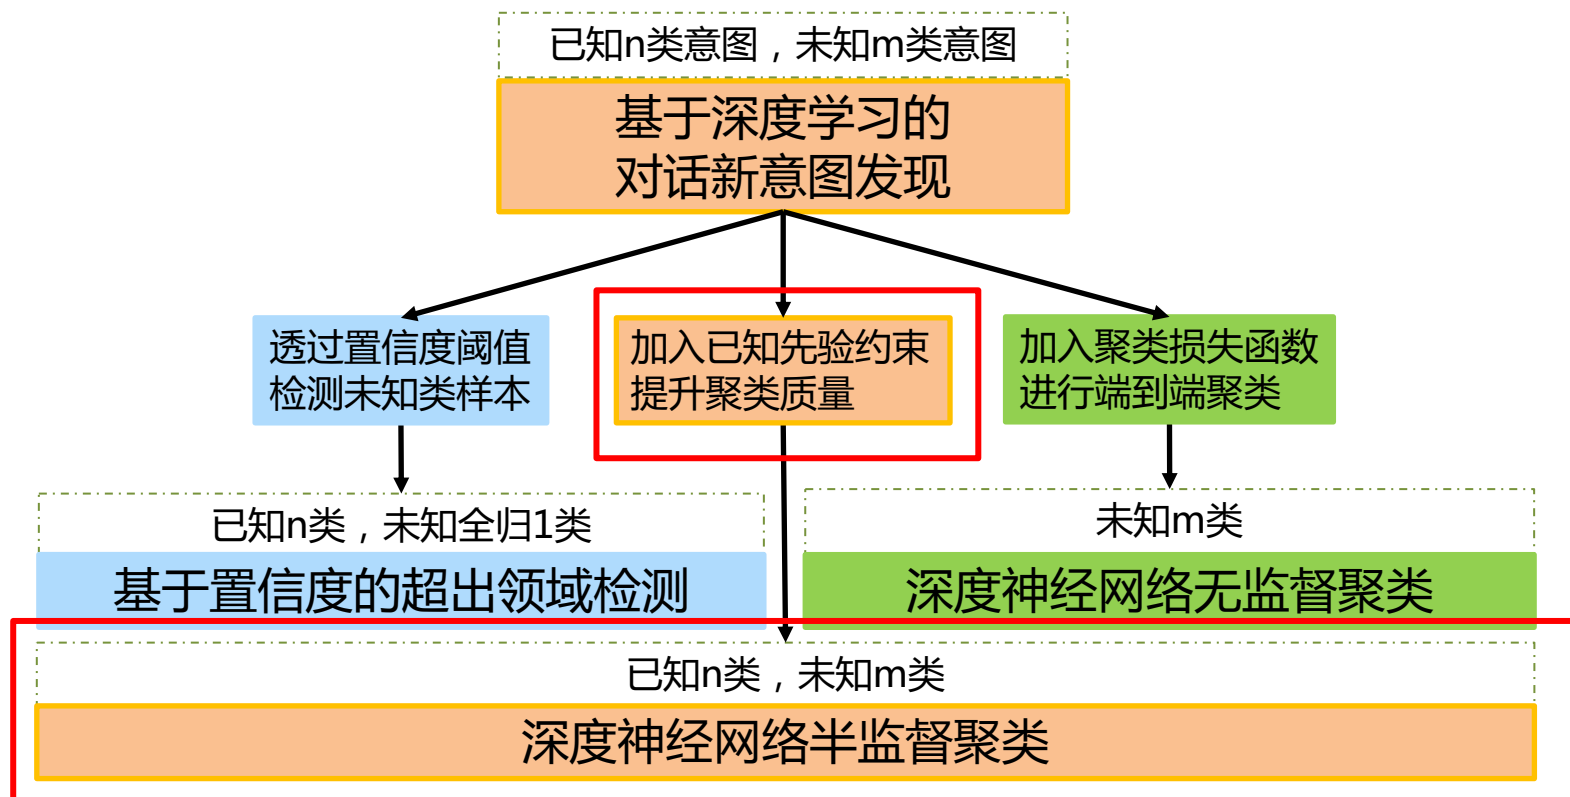 已知n类意图，未知m类意图
基于深度学习的
对话新意图发现
透过置信度阈值
检测未知类样本
加入已知先验约束
提升聚类质量
加入聚类损失函数
进行端到端聚类
已知n类，未知全归1类
基于置信度的超出领域检测
未知m类
深度神经网络无监督聚类
已知n类，未知m类
深度神经网络半监督聚类